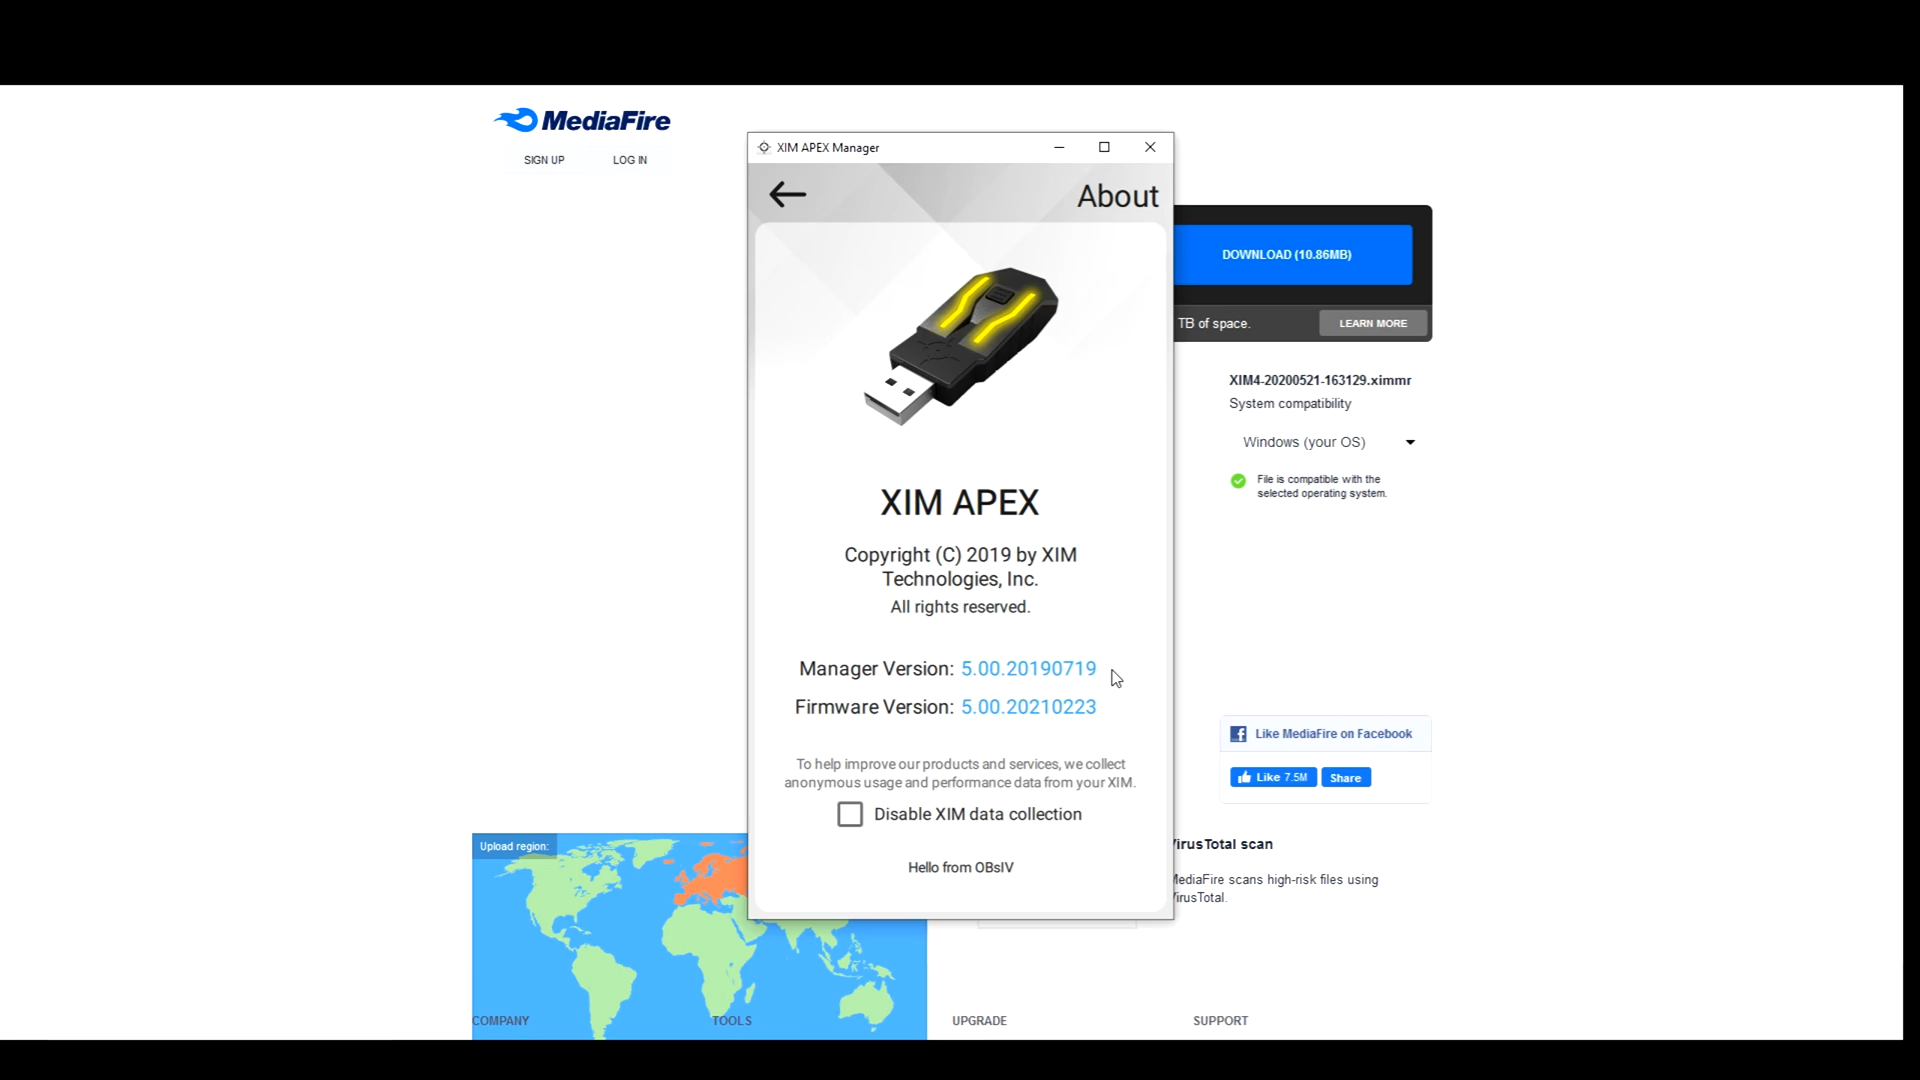 MediaFire
SIGN UP
LOG IN
XIM APEX Manager
About
XIM APEX
Copyright (C) 2019 by XIM
Technologies, Inc.
All rights reserved.
Manager Version: 5.00.20190719
Firmware Version: 5.00.20210223
To help improve our products and services, we collect
anonymous usage and performance data from your XIM.
Disable XIM data collection
Hello from OBsIV
DOWNLOAD (10.86MB)
TB of space.
LEARN MORE
XIM4-20200521-163129.ximmr
System compatibility
Windows (your OS)
File is compatible with the
selected operating system.
Like MediaFire on Facebook
Like 7.5M
Share
VirusTotal scan
MediaFire scans high-risk files using
VirusTotal.
Upload region:
COMPANY
TOOLS
UPGRADE
SUPPORT